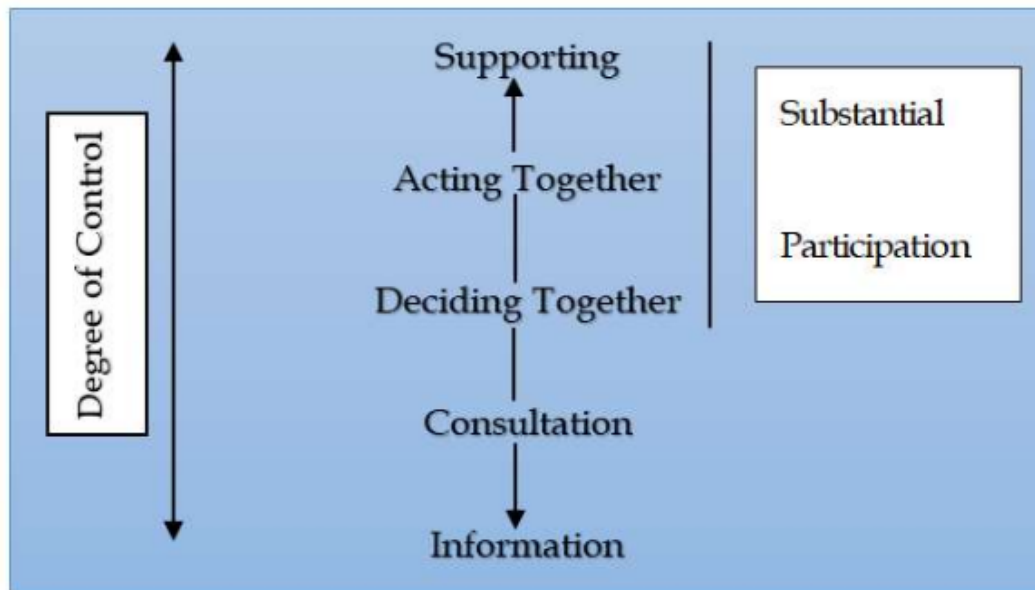 Degree of Control
Supporting
Acting Together
Deciding Together
Consultation
Information
Substantial
Participation